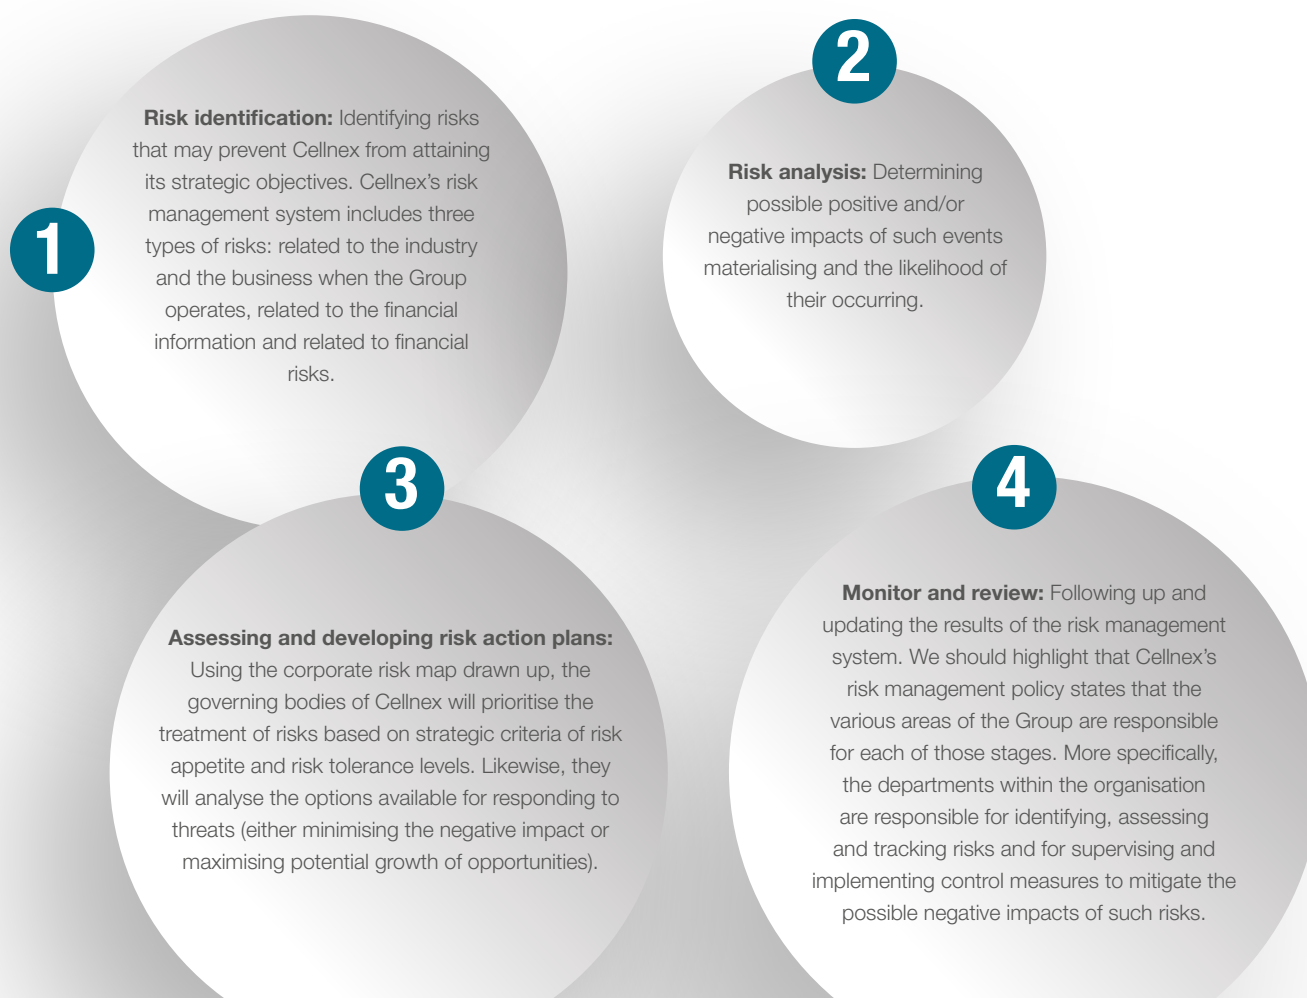 1
Risk identification: Identifying risks
that may prevent Cellnex from attaining
its strategic objectives. Cellnex’s risk
management system includes three
types of risks: related to the industry
and the business when the Group
operates, related to the financial
information and related to financial
risks.
2
Risk analysis: Determining
possible positive and/or
negative impacts of such events
materialising and the likelihood of
their occurring.
3
Assessing and developing risk action plans:
Using the corporate risk map drawn up, the
governing bodies of Cellnex will prioritise the
treatment of risks based on strategic criteria of risk
appetite and risk tolerance levels. Likewise, they
will analyse the options available for responding to
threats (either minimising the negative impact or
maximising potential growth of opportunities).
4
Monitor and review: Following up and
updating the results of the risk management
system. We should highlight that Cellnex’s
risk management policy states that the
various areas of the Group are responsible
for each of those stages. More specifically,
the departments within the organisation
are responsible for identifying, assessing
and tracking risks and for supervising and
implementing control measures to mitigate the
possible negative impacts of such risks.